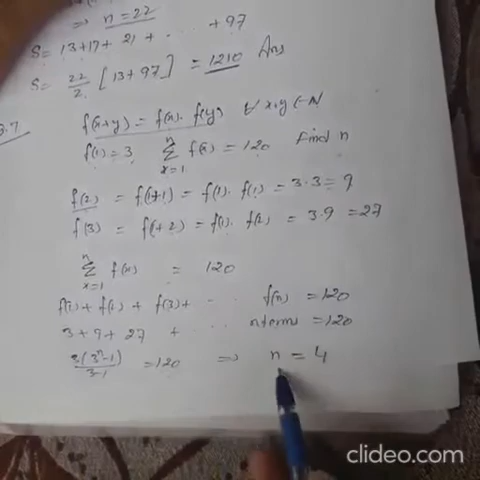 ⇒ n = 22
S = 13+17+ 21 + . . . + 97
S = 22/2 [13+97] = 1210 Ans
f(x+y) = f(x). f(y) ∀ x,y ∈ N
f(1) = 3 n Σ x=1 f(x) = 120 Find n
f(2) = f(1+1) = f(1). f(1) = 3.3 = 9
f(3) = f(1+2) = f(1). f(2) = 3.9 = 27
n Σ x=1 f(x) = 120
f(1) + f(2) + f(3) + . . . f(n) = 120
3 + 9 + 27 + . . . n terms = 120
3(3ⁿ-1)/3-1 = 120 ⇒ n = 4
clideo.com